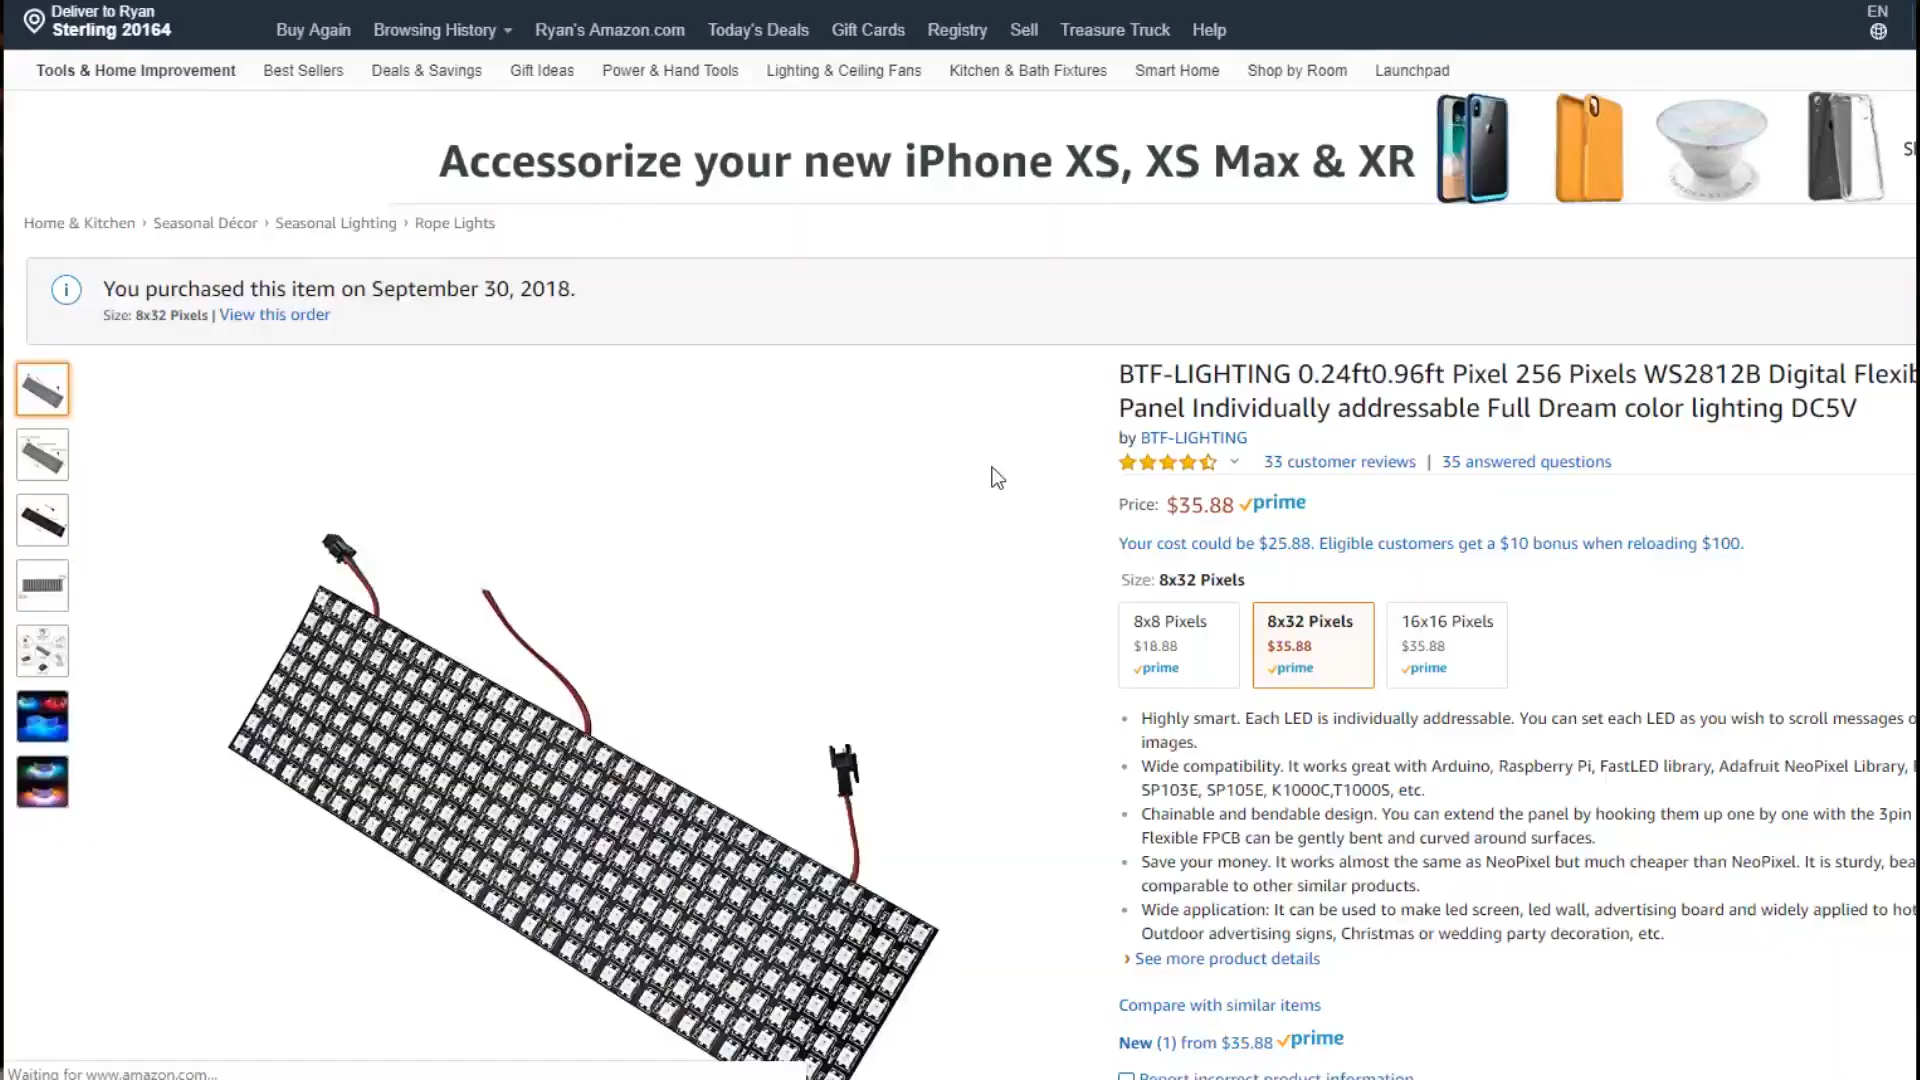 Deliver to Ryan
Sterling 20164
Buy Again
Browsing History
Ryan's Amazon.com
Today's Deals
Gift Cards
Registry
Sell
Treasure Truck
Help
EN
Tools & Home Improvement
Best Sellers
Deals & Savings
Gift Ideas
Power & Hand Tools
Lighting & Ceiling Fans
Kitchen & Bath Fixtures
Smart Home
Shop by Room
Launchpad
Accessorize your new iPhone XS, XS Max & XR
Home & Kitchen › Seasonal Décor › Seasonal Lighting › Rope Lights
You purchased this item on September 30, 2018.
Size: 8x32 Pixels | View this order
BTF-LIGHTING 0.24ft0.96ft Pixel 256 Pixels WS2812B Digital Flexib
Panel Individually addressable Full Dream color lighting DC5V
by BTF-LIGHTING
33 customer reviews | 35 answered questions
Price: $35.88 prime
Your cost could be $25.88. Eligible customers get a $10 bonus when reloading $100.
Size: 8x32 Pixels
8x8 Pixels
$18.88
prime
8x32 Pixels
$35.88
prime
16x16 Pixels
$35.88
prime
Highly smart. Each LED is individually addressable. You can set each LED as you wish to scroll messages o
images.
Wide compatibility. It works great with Arduino, Raspberry Pi, FastLED library, Adafruit NeoPixel Library,
SP103E, SP105E, K1000C,T1000S, etc.
Chainable and bendable design. You can extend the panel by hooking them up one by one with the 3pin
Flexible FPCB can be gently bent and curved around surfaces.
Save your money. It works almost the same as NeoPixel but much cheaper than NeoPixel. It is sturdy, bea
comparable to other similar products.
Wide application: It can be used to make led screen, led wall, advertising board and widely applied to hot
Outdoor advertising signs, Christmas or wedding party decoration, etc.
› See more product details
Compare with similar items
New (1) from $35.88 prime
Report incorrect product information
Waiting for www.amazon.com...